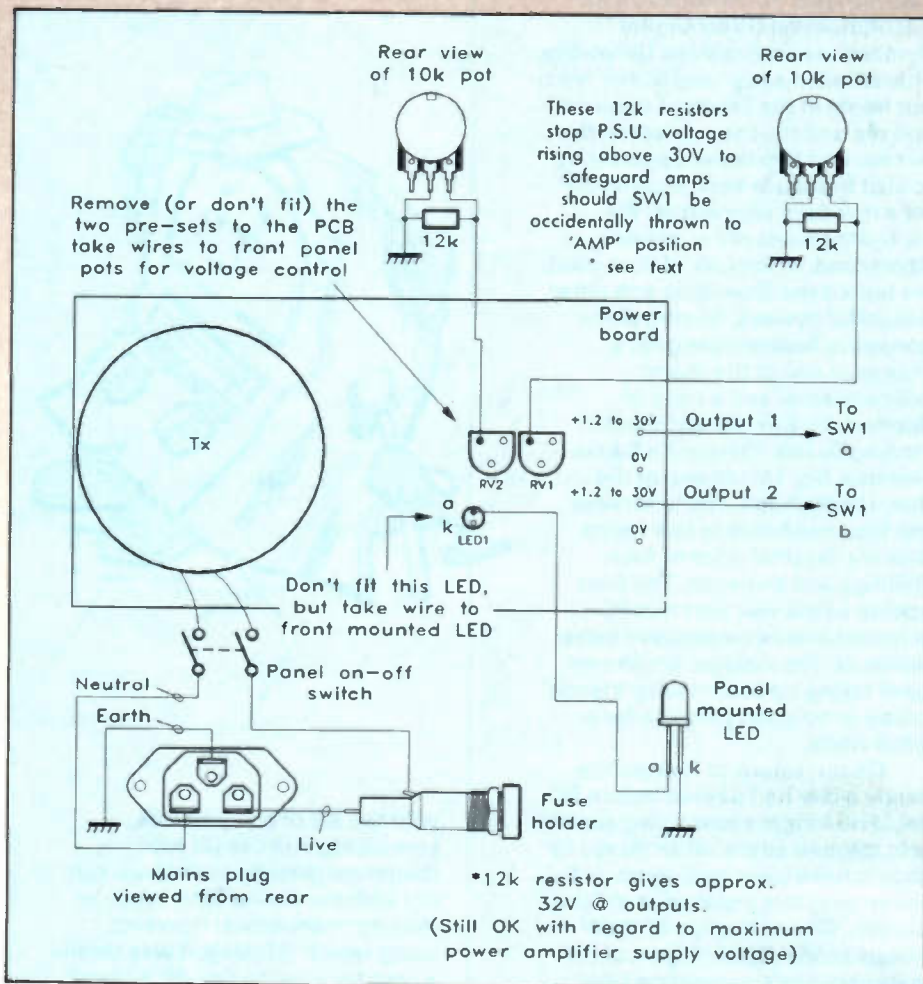 Rear view
of 10k pot
Rear view
of 10k pot
These 12k resistors
stop P.S.U. voltage
rising above 30V to
safeguard amps
should SW1 be
accidentally thrown to
'AMP' position
* see text
12k
12k
Remove (or don't fit) the
two pre-sets to the PCB
take wires to front panel
pots for voltage control
Power
board
Tx
RV2
RV1
+1.2 to 30V
Output 1
To
SW1
a
0V
+1.2 to 30V
Output 2
To
SW1
b
0V
a
k
LED1
Don't fit this LED,
but take wire to
front mounted LED
Panel on-off
switch
Neutral
Earth
Live
Mains plug
viewed from rear
Fuse
holder
Panel
mounted
LED
a
k
*12k resistor gives approx.
32V @ outputs.
(Still OK with regard to maximum
power amplifier supply voltage)